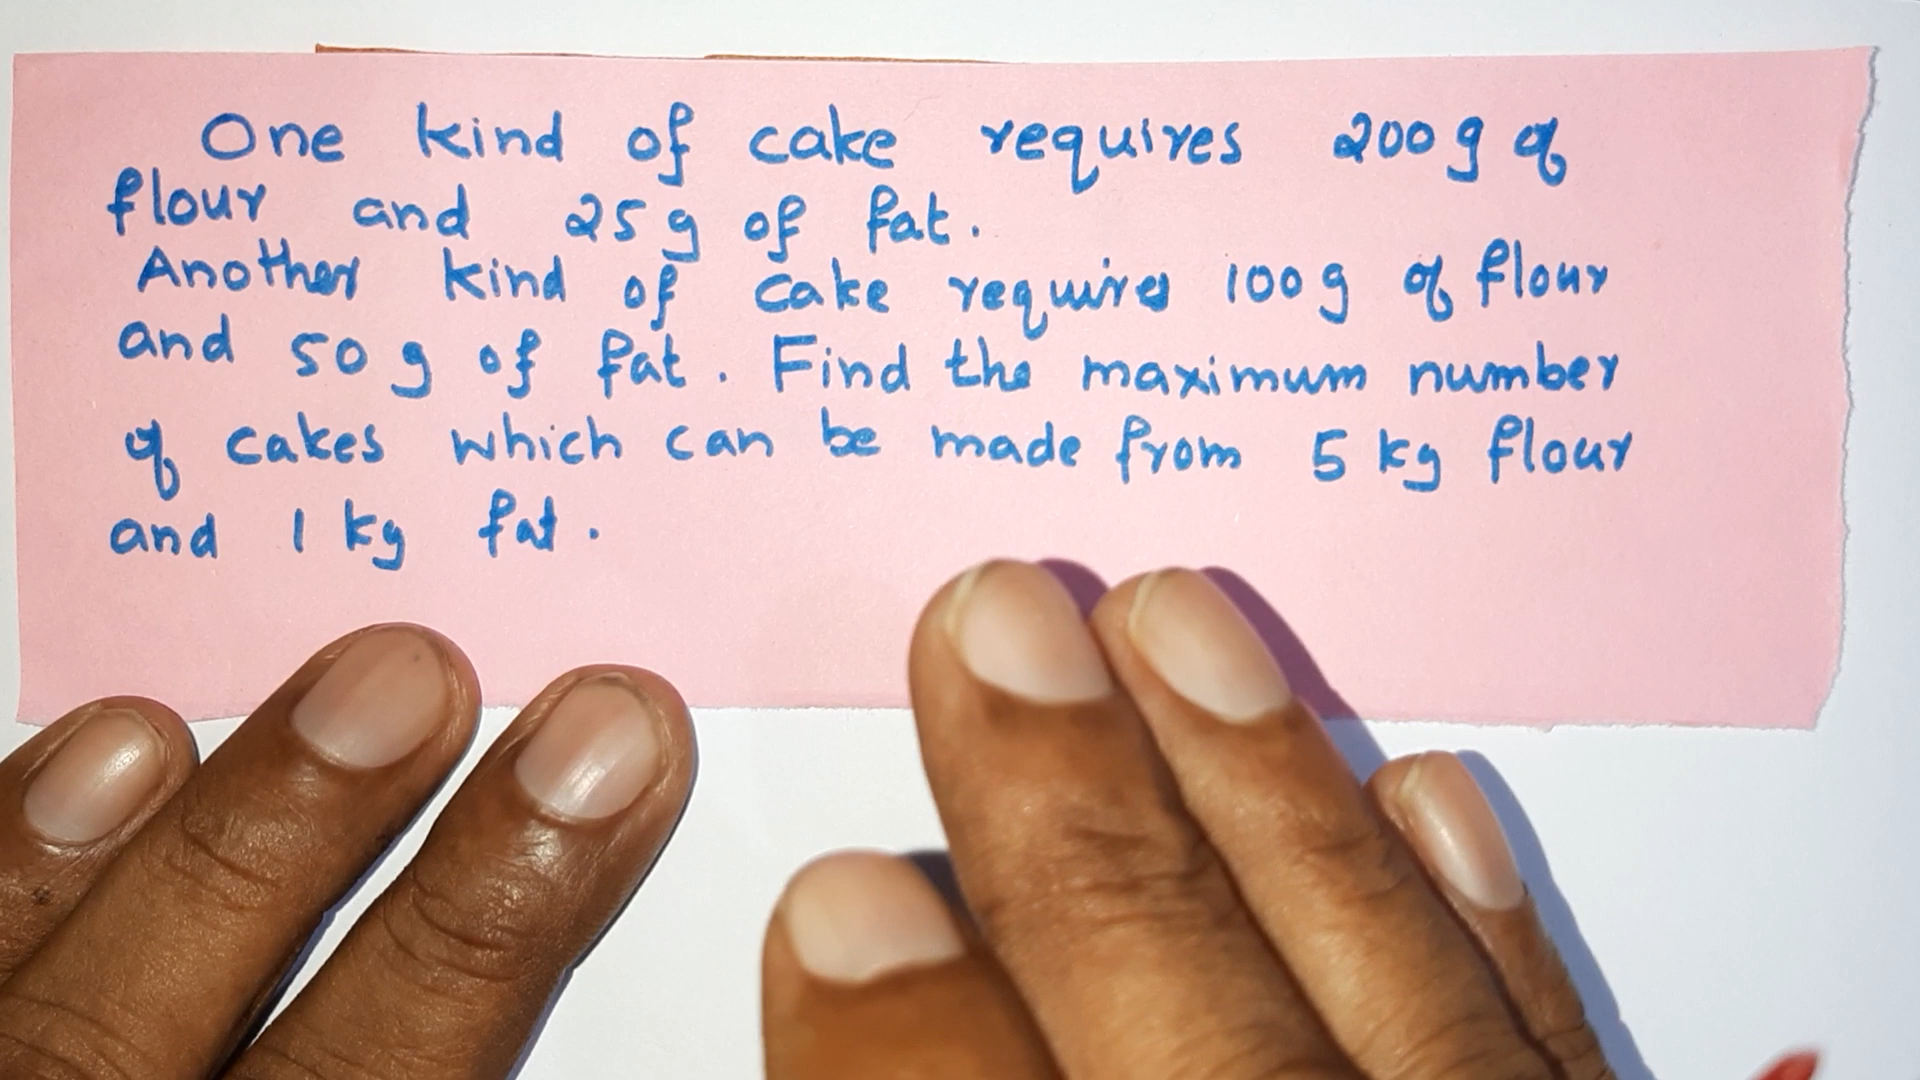 One kind of cake requires 200g of
flour and 25g of fat.
Another kind of cake requires 100g of flour
and 50g of fat. Find the maximum number
of cakes which can be made from 5kg flour
and 1kg fat.